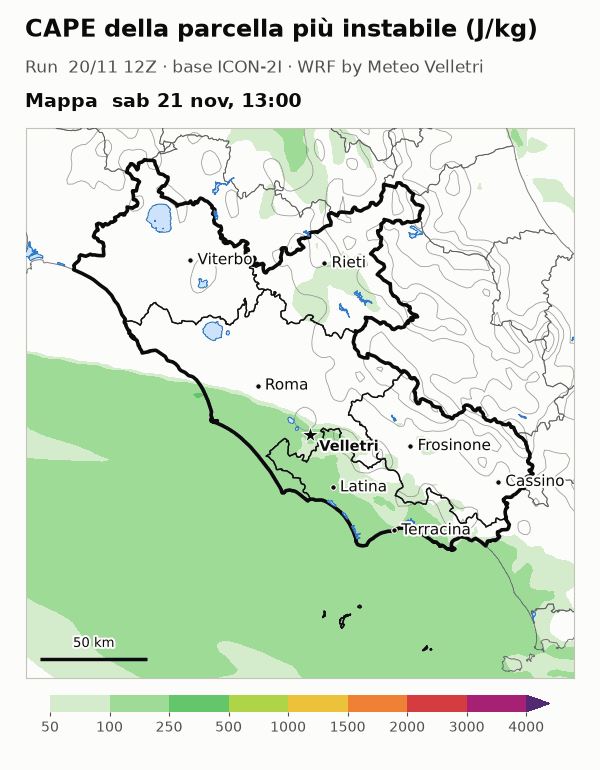 CAPE della parcella più instabile (J/kg)
Run  20/11 12Z · base ICON-2I · WRF by Meteo Velletri
Mappa  sab 21 nov, 13:00
Viterbo
Rieti
Roma
Velletri
Frosinone
Cassino
Latina
Terracina
50 km
50 100 250 500 1000 1500 2000 3000 4000